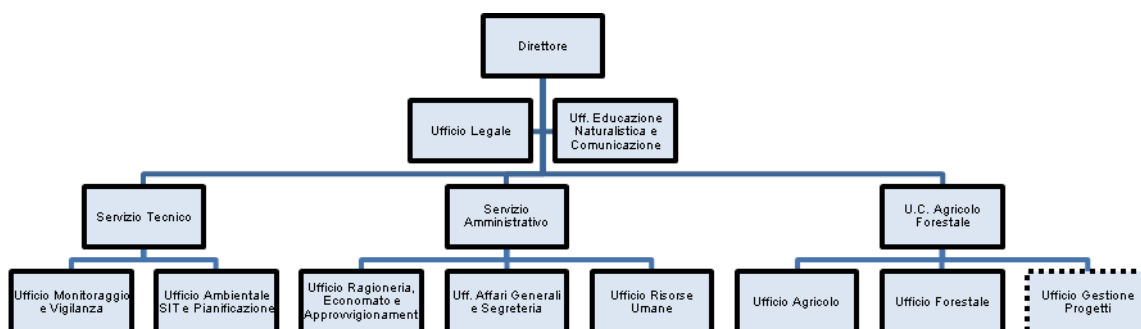 Direttore
Ufficio Legale
Uff. Educazione
Naturalistica e
Comunicazione
Servizio Tecnico
Servizio
Amministrativo
U.C. Agricolo
Forestale
Ufficio Monitoraggio
e Vigilanza
Ufficio Ambientale
SIT e Pianificazione
Ufficio Ragioneria,
Economato e
Approvvigionament
Uff. Affari Generali
e Segreteria
Ufficio Risorse
Umane
Ufficio Agricolo
Ufficio Forestale
Ufficio Gestione
Progetti